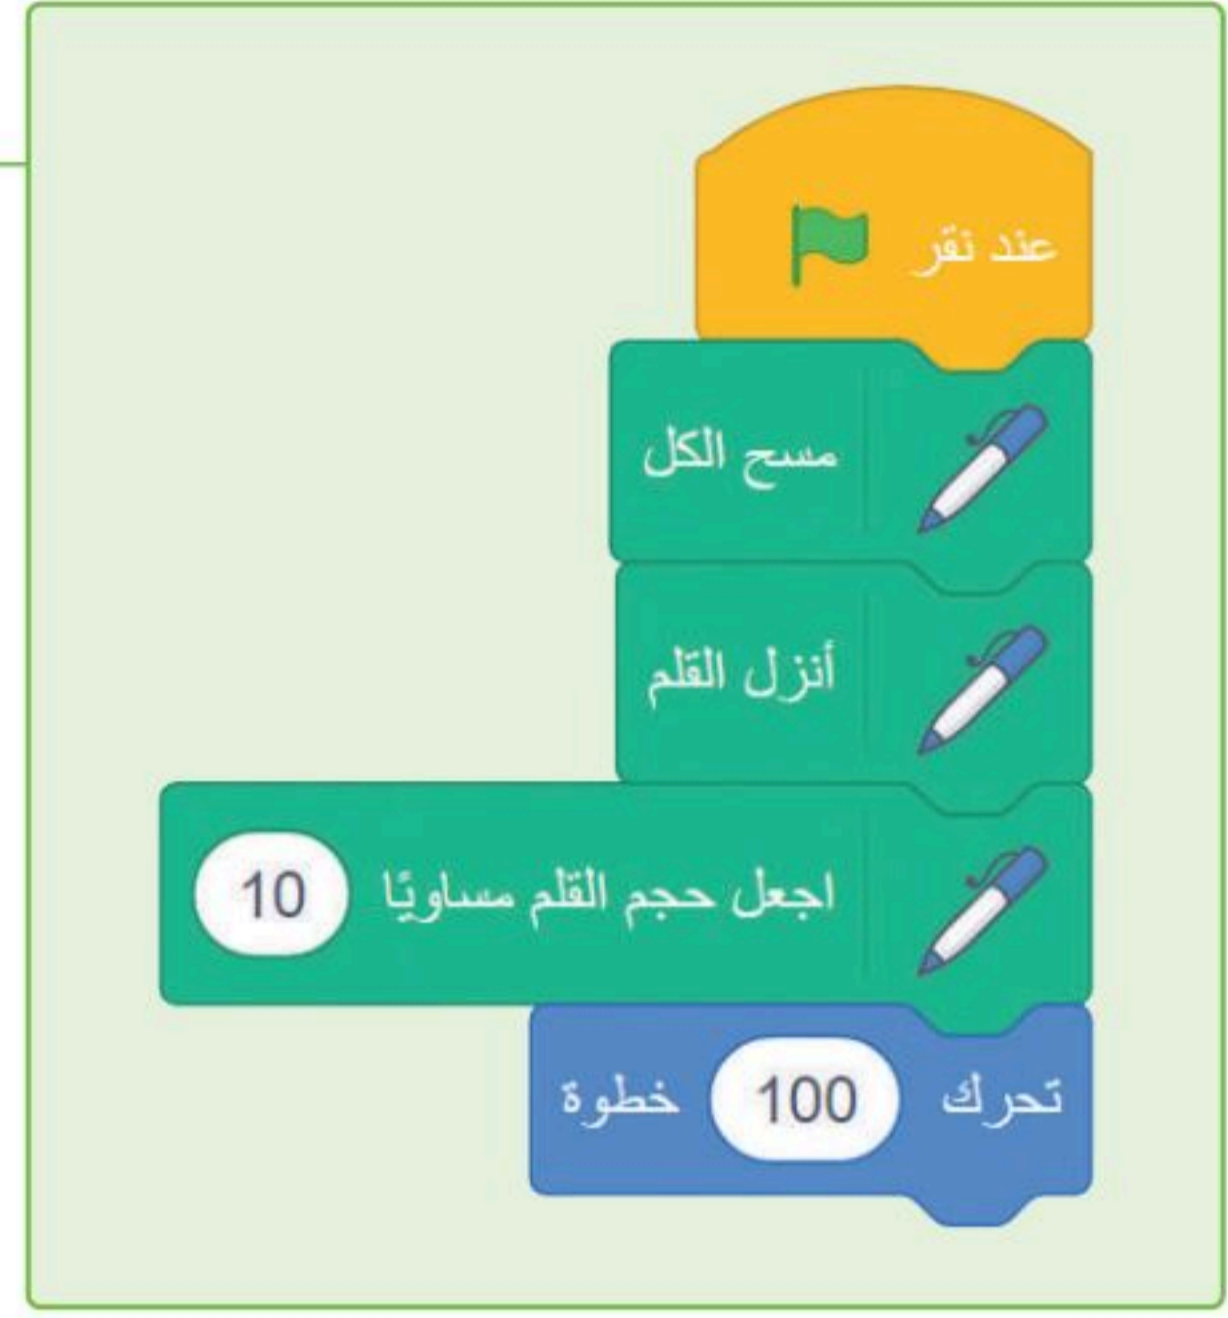 عند نقر
مسح الكل
أنزل القلم
اجعل حجم القلم مساويًا 10
تحرك 100 خطوة